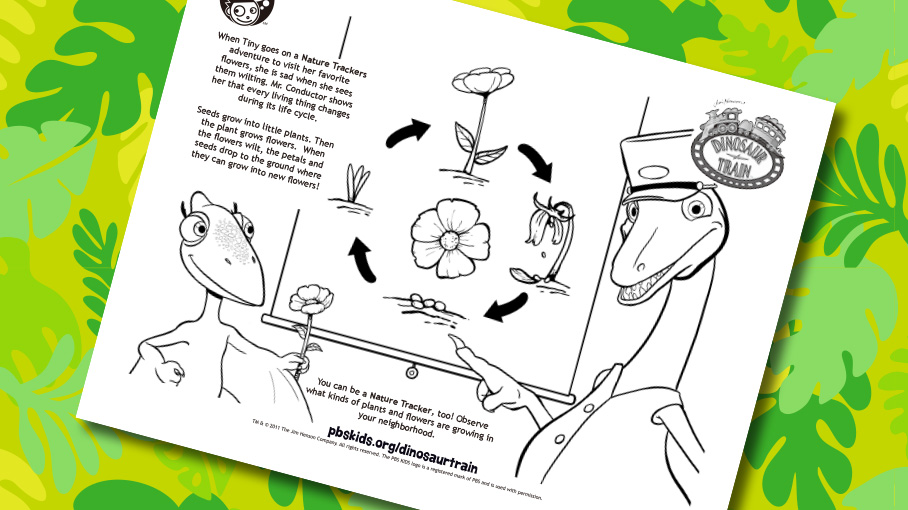 When Tiny goes on a Nature Trackers
adventure to visit her favorite
flowers, she is sad when she sees
them wilting. Mr. Conductor shows
her that every living thing changes
during its life cycle.
Seeds grow into little plants. Then
the plant grows flowers. When
the flowers wilt, the petals and
seeds drop to the ground where
they can grow into new flowers!
DINOSAUR
TRAIN
You can be a Nature Tracker, too! Observe
what kinds of plants and flowers are growing in
your neighborhood.
pbskids.org/dinosaurtrain
TM & © 2011 The Jim Henson Company. All rights reserved. The PBS KIDS logo is a registered mark of PBS and is used with permission.